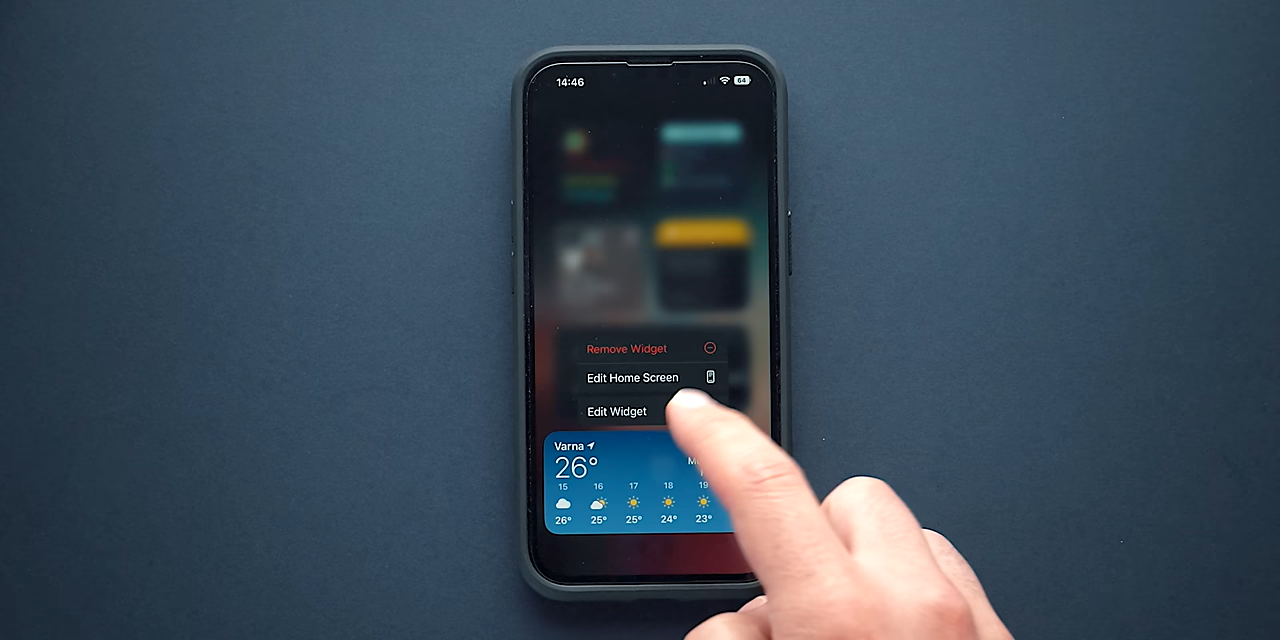 14:46 64
Remove Widget
Edit Home Screen
Edit Widget
Varna
26°
15 16 17 18 19
26° 25° 25° 24° 23°